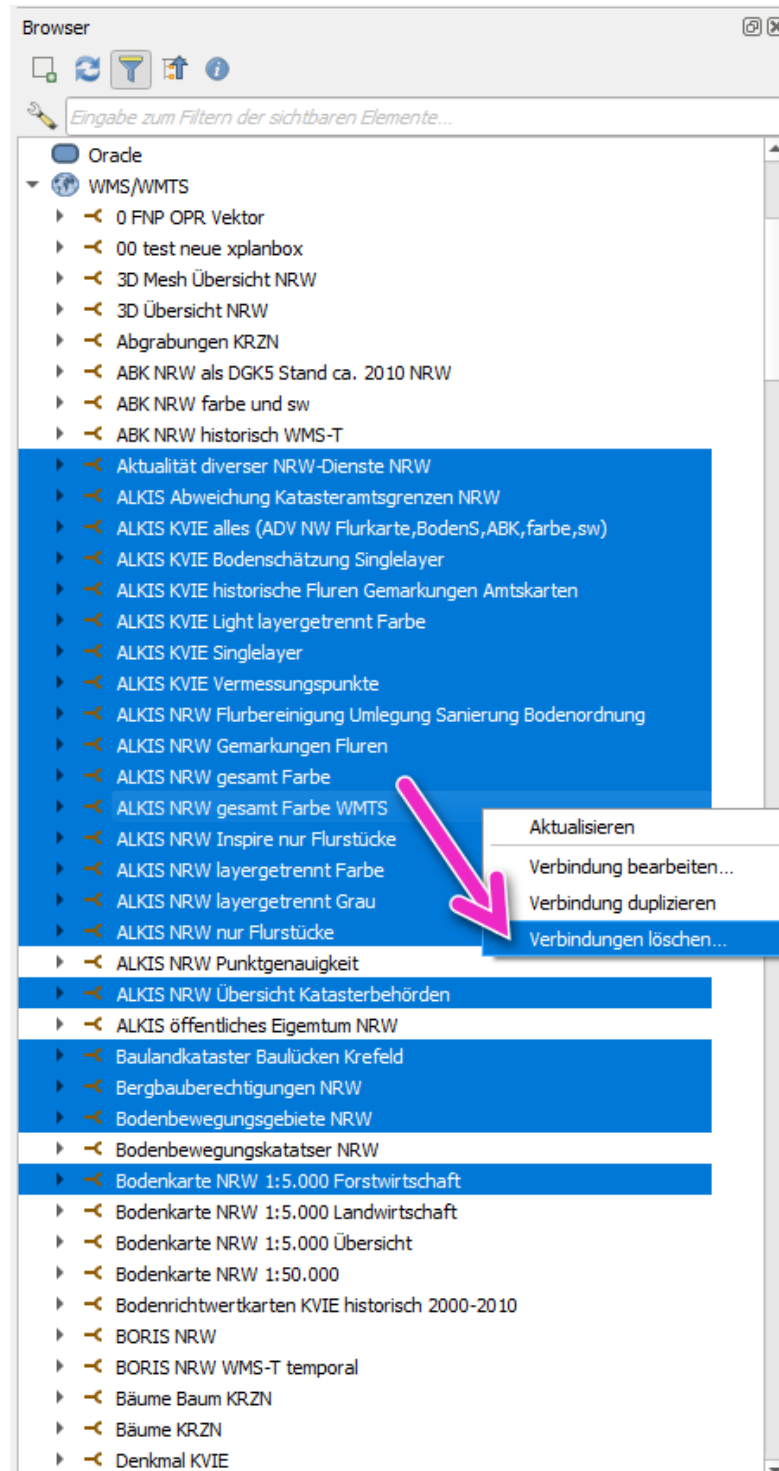 Browser
Eingabe zum Filtern der sichtbaren Elemente...
Oracle
WMS/WMTS
0 FNP OPR Vektor
00 test neue xplanbox
3D Mesh Übersicht NRW
3D Übersicht NRW
Abgrabungen KRZN
ABK NRW als DGK5 Stand ca. 2010 NRW
ABK NRW farbe und sw
ABK NRW historisch WMS-T
Aktualität diverser NRW-Dienste NRW
ALKIS Abweichung Katasteramtsgrenzen NRW
ALKIS KVIE alles (ADV NW Flurkarte,BodenS,ABK,farbe,sw)
ALKIS KVIE Bodenschätzung Singlelayer
ALKIS KVIE historische Fluren Gemarkungen Amtskarten
ALKIS KVIE Light layergetrennt Farbe
ALKIS KVIE Singlelayer
ALKIS KVIE Vermessungspunkte
ALKIS NRW Flurbereinigung Umlegung Sanierung Bodenordnung
ALKIS NRW Gemarkungen Fluren
ALKIS NRW gesamt Farbe
ALKIS NRW gesamt Farbe WMTS
Aktualisieren
ALKIS NRW Inspire nur Flurstücke
Verbindung bearbeiten...
ALKIS NRW layergetrennt Farbe
Verbindung duplizieren
ALKIS NRW layergetrennt Grau
Verbindungen löschen...
ALKIS NRW nur Flurstücke
ALKIS NRW Punktgenauigkeit
ALKIS NRW Übersicht Katasterbehörden
ALKIS öffentliches Eigemtum NRW
Baulandkataster Baulücken Krefeld
Bergbauberechtigungen NRW
Bodenbewegungsgebiete NRW
Bodenbewegungskatatser NRW
Bodenkarte NRW 1:5.000 Forstwirtschaft
Bodenkarte NRW 1:5.000 Landwirtschaft
Bodenkarte NRW 1:5.000 Übersicht
Bodenkarte NRW 1:50.000
Bodenrichtwertkarten KVIE historisch 2000-2010
BORIS NRW
BORIS NRW WMS-T temporal
Bäume Baum KRZN
Bäume KRZN
Denkmal KVIE